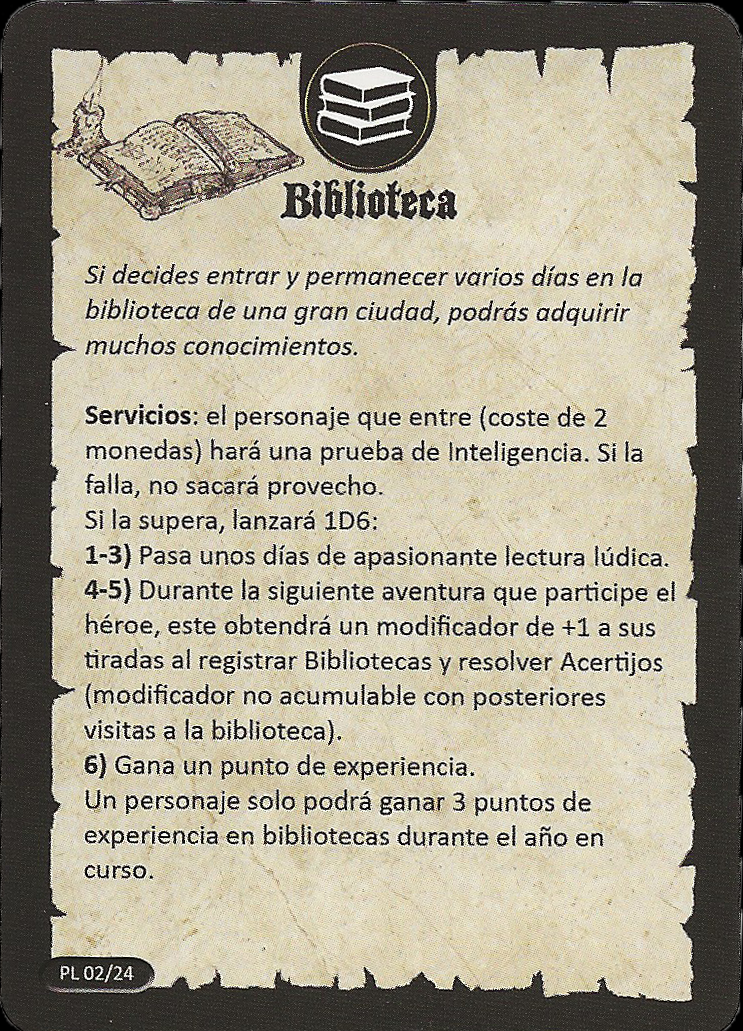 Biblioteca
Si decides entrar y permanecer varios días en la
biblioteca de una gran ciudad, podrás adquirir
muchos conocimientos.
Servicios: el personaje que entre (coste de 2
monedas) hará una prueba de Inteligencia. Si la
falla, no sacará provecho.
Si la supera, lanzará 1D6:
1-3) Pasa unos días de apasionante lectura lúdica.
4-5) Durante la siguiente aventura que participe el
héroe, este obtendrá un modificador de +1 a sus
tiradas al registrar Bibliotecas y resolver Acertijos
(modificador no acumulable con posteriores
visitas a la biblioteca).
6) Gana un punto de experiencia.
Un personaje solo podrá ganar 3 puntos de
experiencia en bibliotecas durante el año en
curso.
PL 02/24